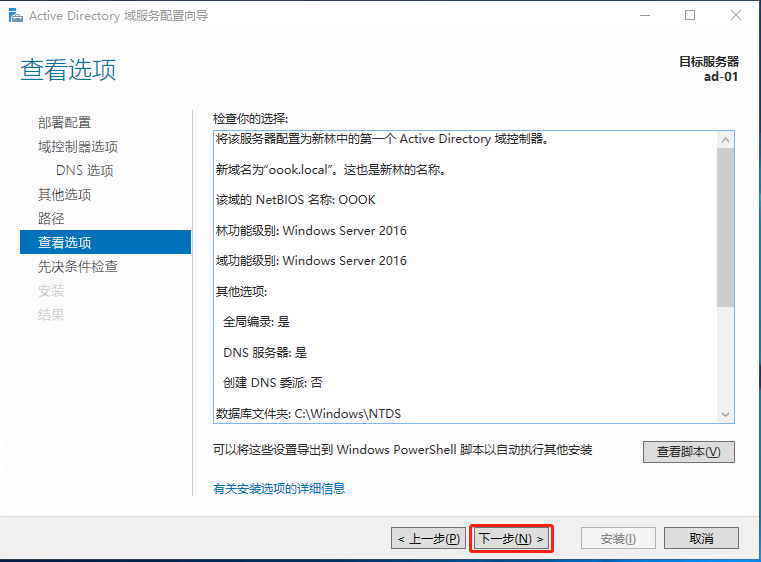 Active Directory 域服务配置向导
查看选项
目标服务器
ad-01
部署配置
域控制器选项
DNS 选项
其他选项
路径
查看选项
先决条件检查
安装
结果
检查你的选择:
将该服务器配置为新林中的第一个 Active Directory 域控制器。
新域名为“oook.local”。这也是新林的名称。
该域的 NetBIOS 名称: OOOK
林功能级别: Windows Server 2016
域功能级别: Windows Server 2016
其他选项:
全局编录: 是
DNS 服务器: 是
创建 DNS 委派: 否
数据库文件夹: C:\Windows\NTDS
可以将这些设置导出到 Windows PowerShell 脚本以自动执行其他安装
查看脚本(V)
有关安装选项的详细信息
< 上一步(P)
下一步(N) >
安装(I)
取消